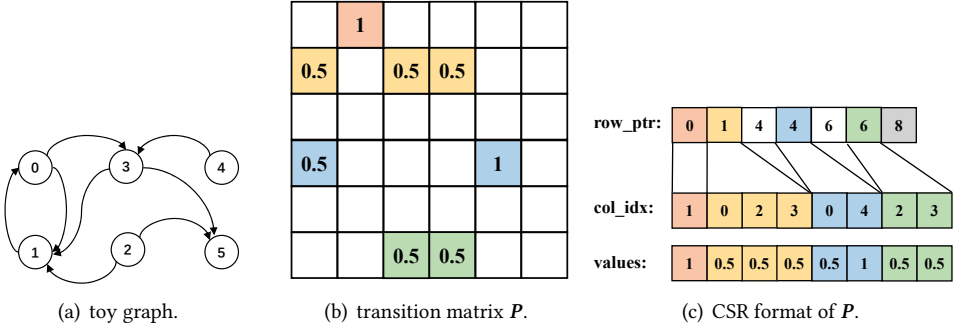 0
3
4
1
2
5
(a) toy graph.
1
0.5 0.5 0.5
0.5 1
0.5 0.5
(b) transition matrix P.
row_ptr: 0 1 4 4 6 6 8
col_idx: 1 0 2 3 0 4 2 3
values: 1 0.5 0.5 0.5 0.5 1 0.5 0.5
(c) CSR format of P.